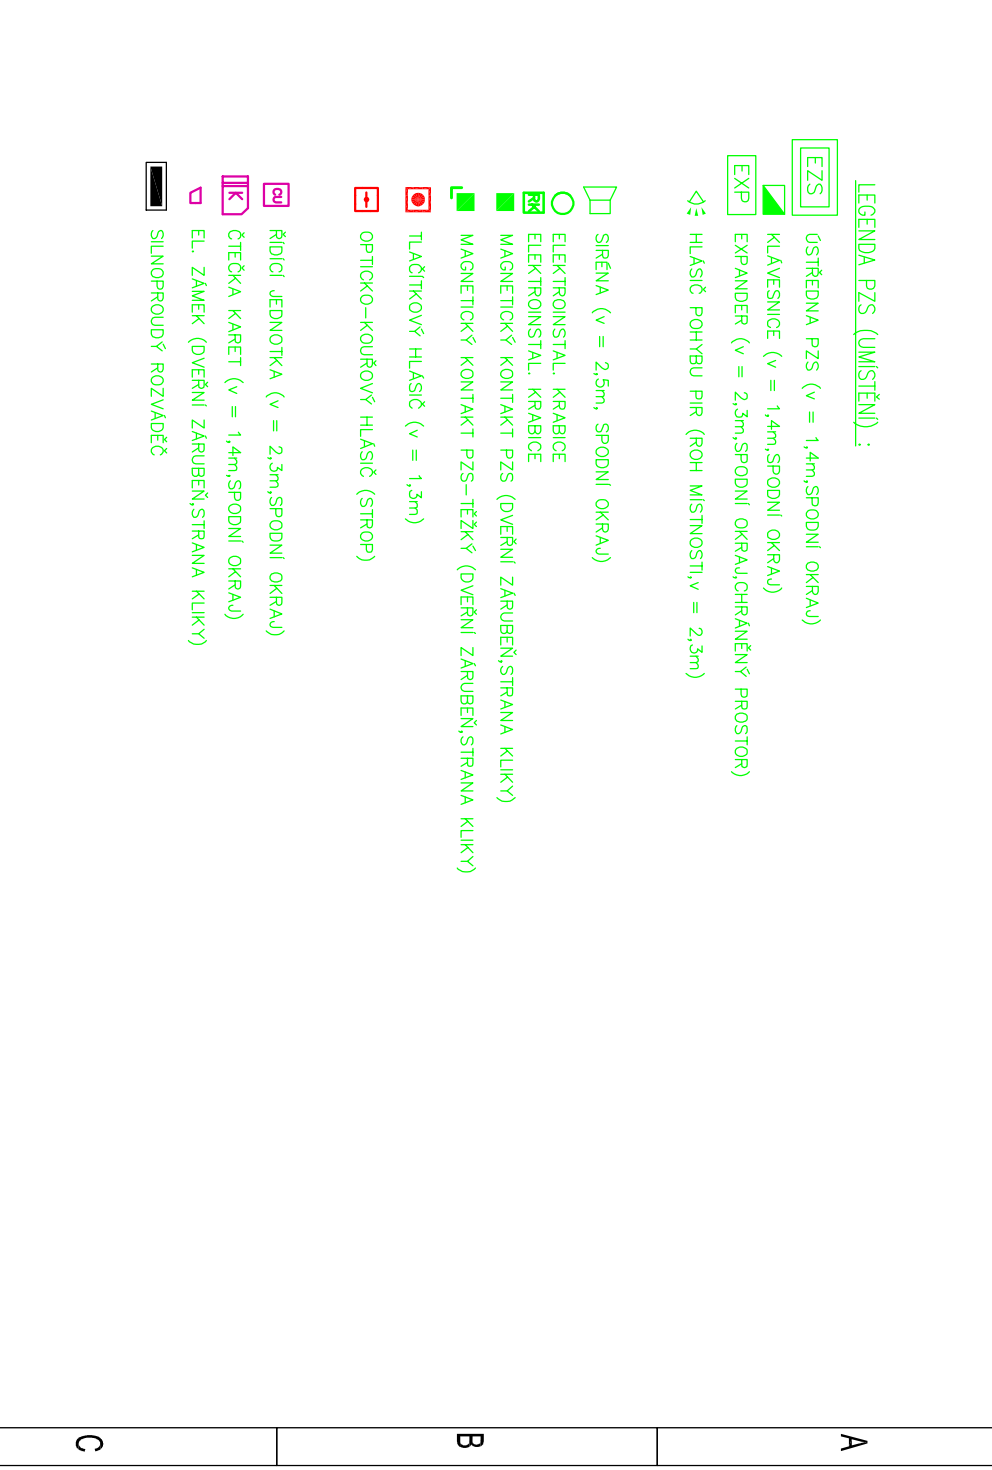 LEGENDA PZS (UMÍSTĚNÍ) :
EZS ÚSTŘEDNA PZS (v = 1,4m,SPODNÍ OKRAJ)
KLÁVESNICE (v = 1,4m,SPODNÍ OKRAJ)
EXP EXPANDER (v = 2,3m,SPODNÍ OKRAJ,CHRÁNĚNÝ PROSTOR)
HLÁSIČ POHYBU PIR (ROH MÍSTNOSTI,v = 2,3m)
SIRÉNA (v = 2,5m, SPODNÍ OKRAJ)
ELEKTROINSTAL. KRABICE
RK ELEKTROINSTAL. KRABICE
MAGNETICKÝ KONTAKT PZS (DVEŘNÍ ZÁRUBEŇ,STRANA KLIKY)
MAGNETICKÝ KONTAKT PZS-TĚŽKÝ (DVEŘNÍ ZÁRUBEŇ,STRANA KLIKY)
TLAČÍTKOVÝ HLÁSIČ (v = 1,3m)
OPTICKO-KOUŘOVÝ HLÁSIČ (STROP)
CU ŘÍDÍCÍ JEDNOTKA (v = 2,3m,SPODNÍ OKRAJ)
K ČTEČKA KARET (v = 1,4m,SPODNÍ OKRAJ)
EL. ZÁMEK (DVEŘNÍ ZÁRUBEŇ,STRANA KLIKY)
SILNOPROUDÝ ROZVÁDĚČ
A
B
C